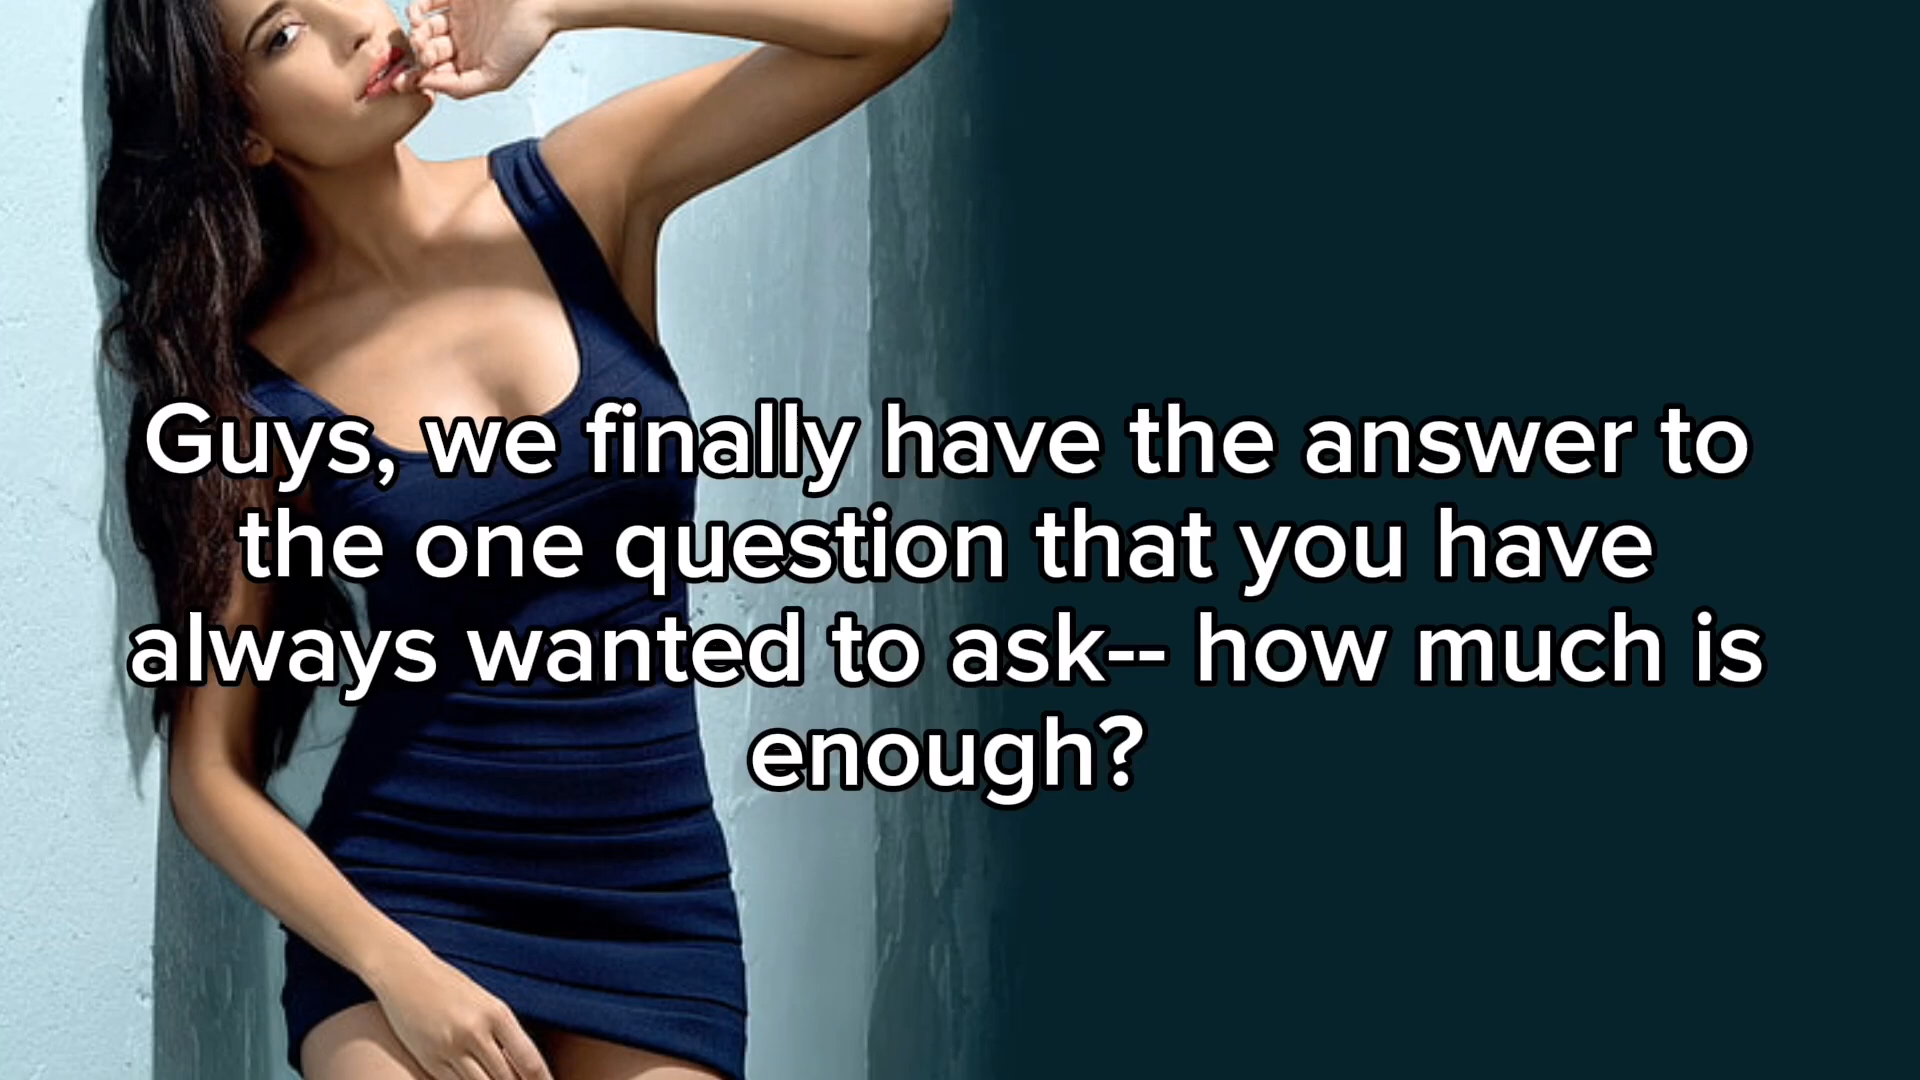 Guys, we finally have the answer to
the one question that you have
always wanted to ask-- how much is
enough?